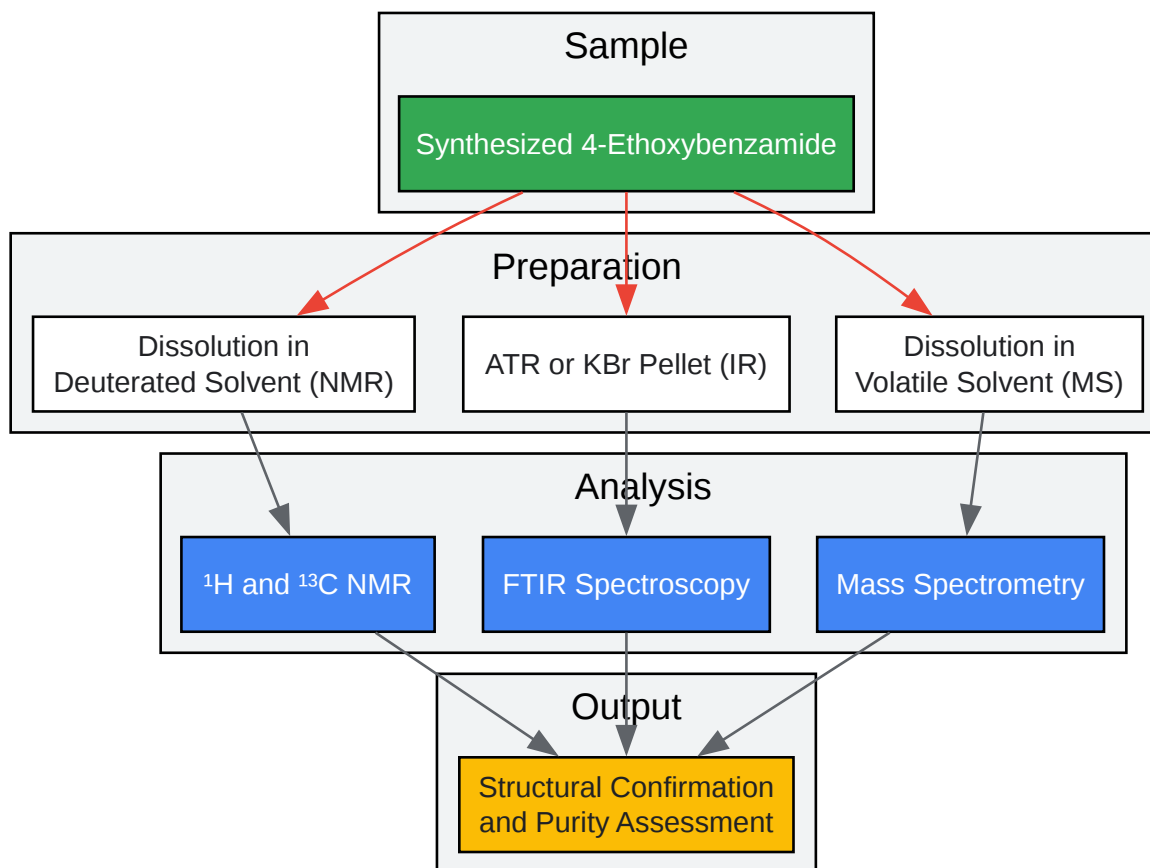 Sample
Synthesized 4-Ethoxybenzamide
Preparation
Dissolution in
Deuterated Solvent (NMR)
ATR or KBr Pellet (IR)
Dissolution in
Volatile Solvent (MS)
Analysis
¹H and ¹³C NMR
FTIR Spectroscopy
Mass Spectrometry
Output
Structural Confirmation
and Purity Assessment